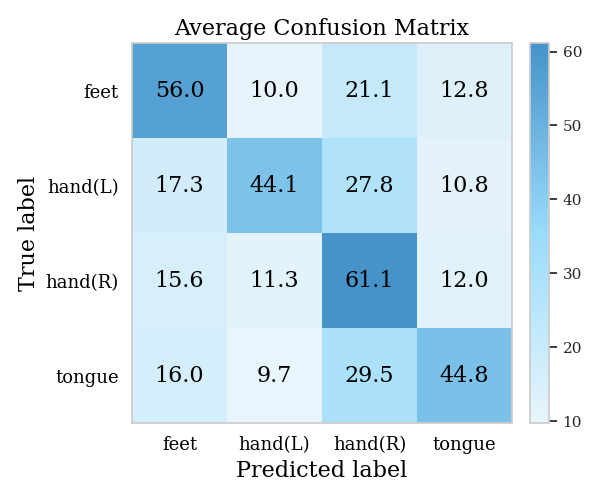 Average Confusion Matrix
feet 56.0 10.0 21.1 12.8
hand(L) 17.3 44.1 27.8 10.8
hand(R) 15.6 11.3 61.1 12.0
tongue 16.0 9.7 29.5 44.8
feet hand(L) hand(R) tongue
Predicted label
True label
60
50
40
30
20
10